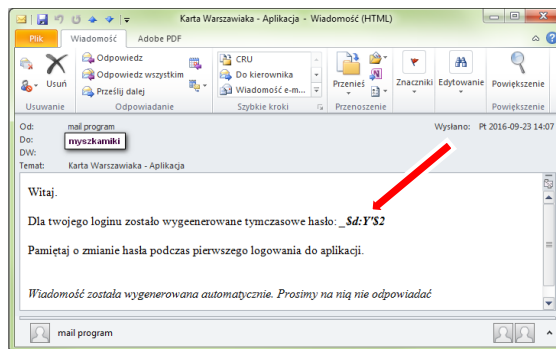 Karta Warszawiaka - Aplikacja - Wiadomość (HTML)
Plik Wiadomość Adobe PDF
Usuń
Usuwanie
Odpowiedz
Odpowiedz wszystkim
Prześlij dalej
Odpowiadanie
CRU
Do kierownika
Wiadomość e-m...
Szybkie kroki
Przenieś
Przenoszenie
Znaczniki
Edytowanie
Powiększenie
Powiększenie
Od: mail program
Wysłano: Pt 2016-09-23 14:07
Do: myszkamiki
DW:
Temat: Karta Warszawiaka - Aplikacja
Witaj.
Dla twojego loginu zostało wygeenerowane tymczasowe hasło: _$d:Y'$2
Pamiętaj o zmianie hasła podczas pierwszego logowania do aplikacji.
Wiadomość została wygenerowana automatycznie. Prosimy na nią nie odpowiadać
mail program